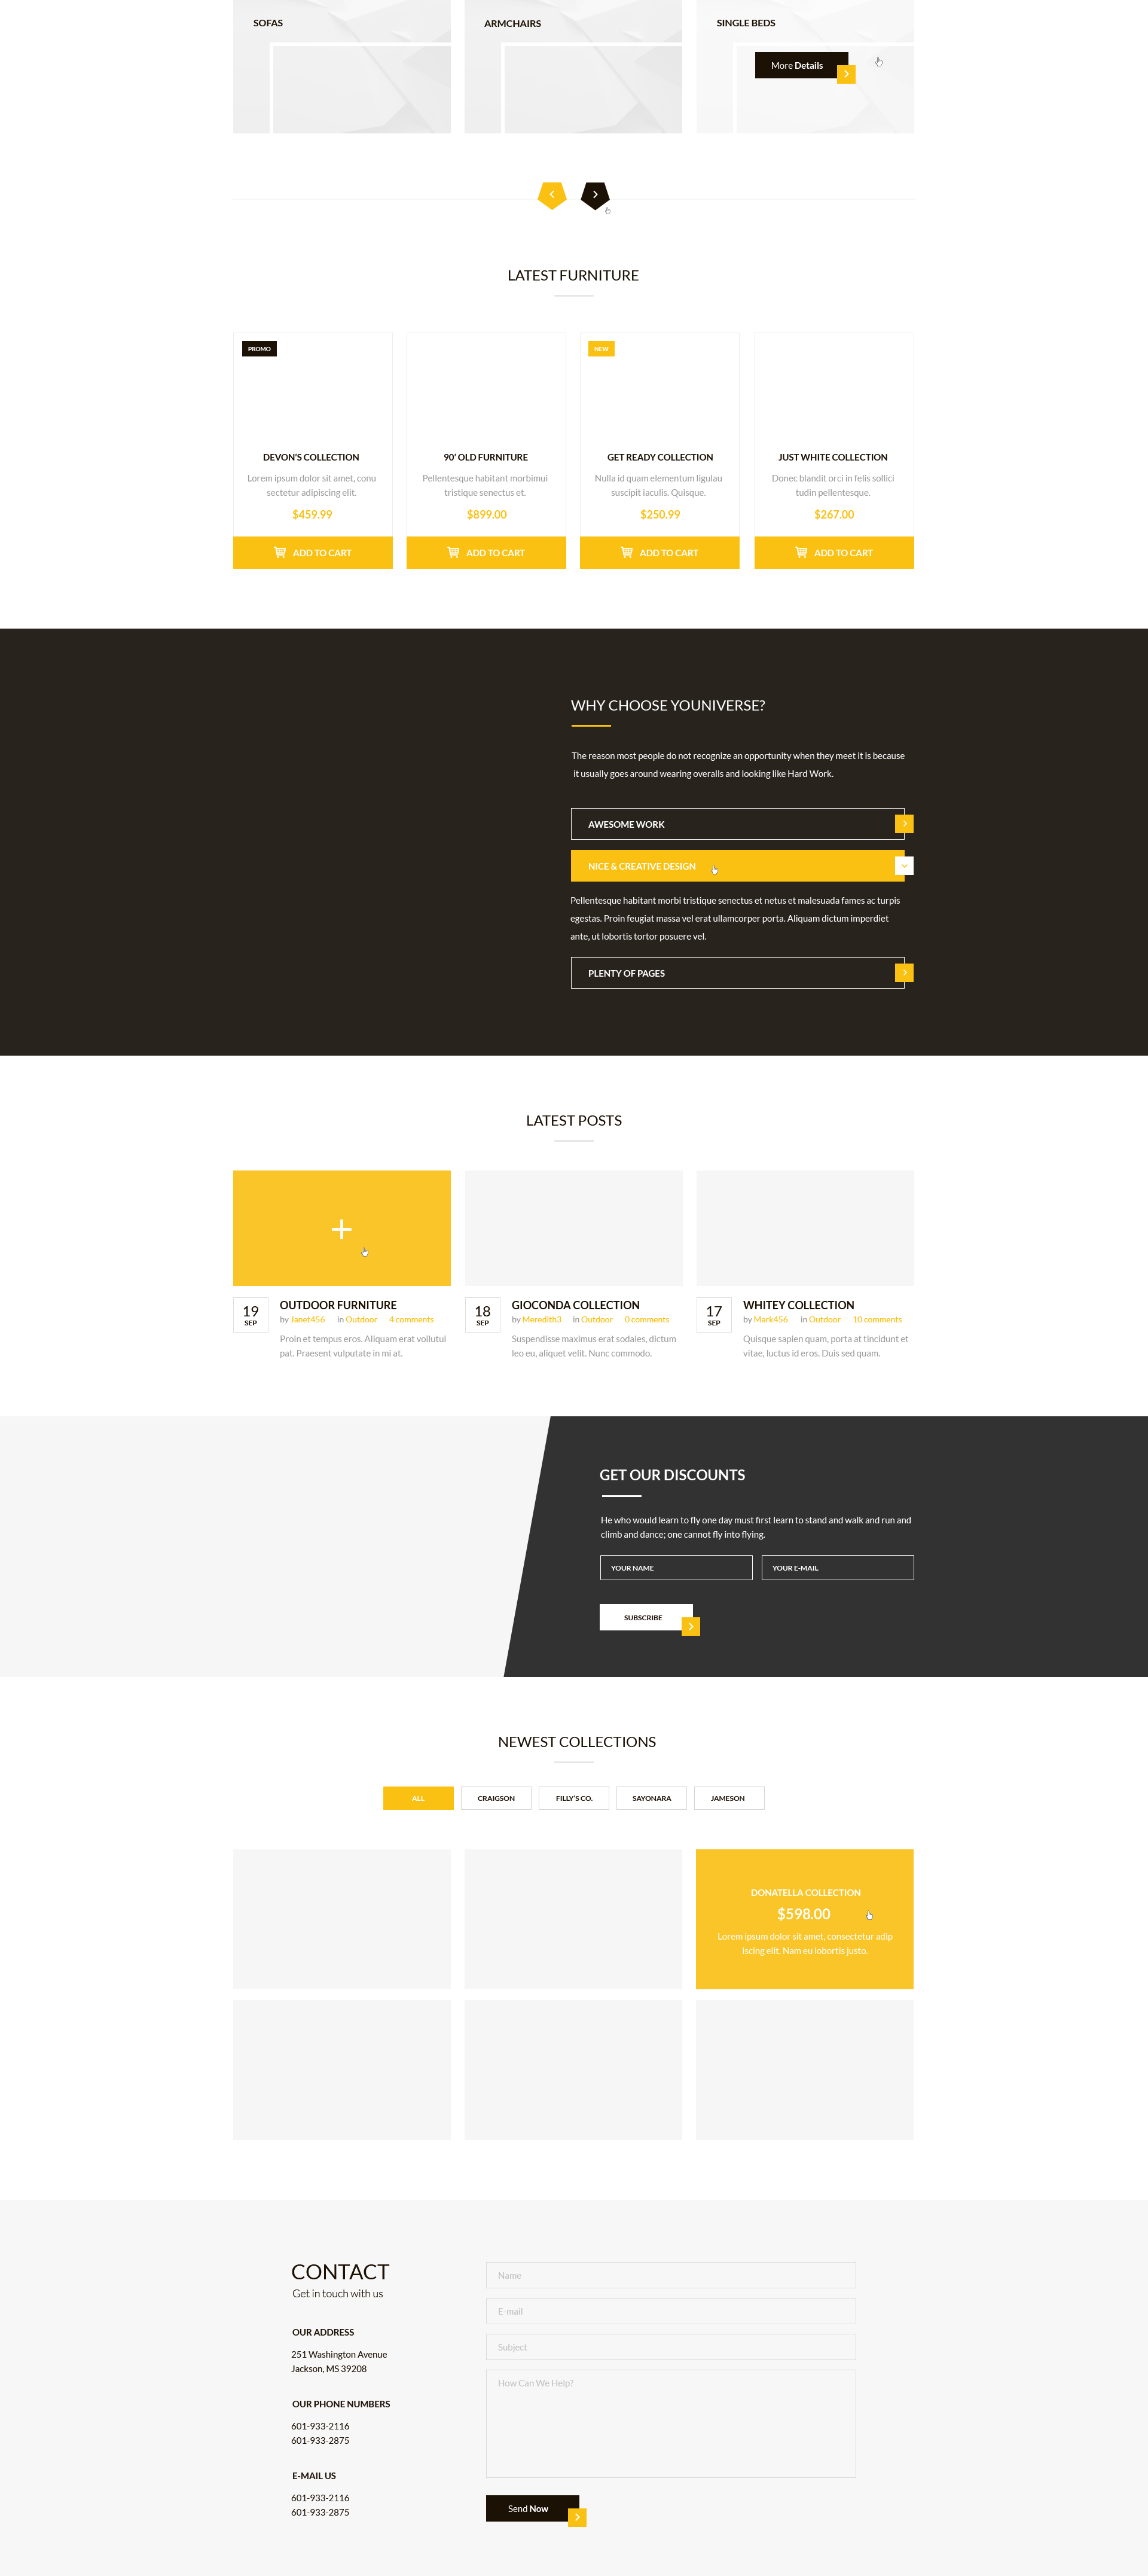 SOFAS
ARMCHAIRS
SINGLE BEDS
More Details
LATEST FURNITURE
PROMO
DEVON'S COLLECTION
Lorem ipsum dolor sit amet, conu
sectetur adipiscing elit.
$459.99
ADD TO CART
90' OLD FURNITURE
Pellentesque habitant morbimui
tristique senectus et.
$899.00
ADD TO CART
NEW
GET READY COLLECTION
Nulla id quam elementum ligulau
suscipit iaculis. Quisque.
$250.99
ADD TO CART
JUST WHITE COLLECTION
Donec blandit orci in felis sollici
tudin pellentesque.
$267.00
ADD TO CART
WHY CHOOSE YOUNIVERSE?
The reason most people do not recognize an opportunity when they meet it is because
it usually goes around wearing overalls and looking like Hard Work.
AWESOME WORK
NICE & CREATIVE DESIGN
Pellentesque habitant morbi tristique senectus et netus et malesuada fames ac turpis
egestas. Proin feugiat massa vel erat ullamcorper porta. Aliquam dictum imperdiet
ante, ut lobortis tortor posuere vel.
PLENTY OF PAGES
LATEST POSTS
19
SEP
OUTDOOR FURNITURE
by Janet456 in Outdoor 4 comments
Proin et tempus eros. Aliquam erat voilutui
pat. Praesent vulputate in mi at.
18
SEP
GIOCONDA COLLECTION
by Meredith3 in Outdoor 0 comments
Suspendisse maximus erat sodales, dictum
leo eu, aliquet velit. Nunc commodo.
17
SEP
WHITEY COLLECTION
by Mark456 in Outdoor 10 comments
Quisque sapien quam, porta at tincidunt et
vitae, luctus id eros. Duis sed quam.
GET OUR DISCOUNTS
He who would learn to fly one day must first learn to stand and walk and run and
climb and dance; one cannot fly into flying.
YOUR NAME
YOUR E-MAIL
SUBSCRIBE
NEWEST COLLECTIONS
ALL
CRAIGSON
FILLY'S CO.
SAYONARA
JAMESON
DONATELLA COLLECTION
$598.00
Lorem ipsum dolor sit amet, consectetur adip
iscing elit. Nam eu lobortis justo.
CONTACT
Get in touch with us
OUR ADDRESS
251 Washington Avenue
Jackson, MS 39208
OUR PHONE NUMBERS
601-933-2116
601-933-2875
E-MAIL US
601-933-2116
601-933-2875
Name
E-mail
Subject
How Can We Help?
Send Now